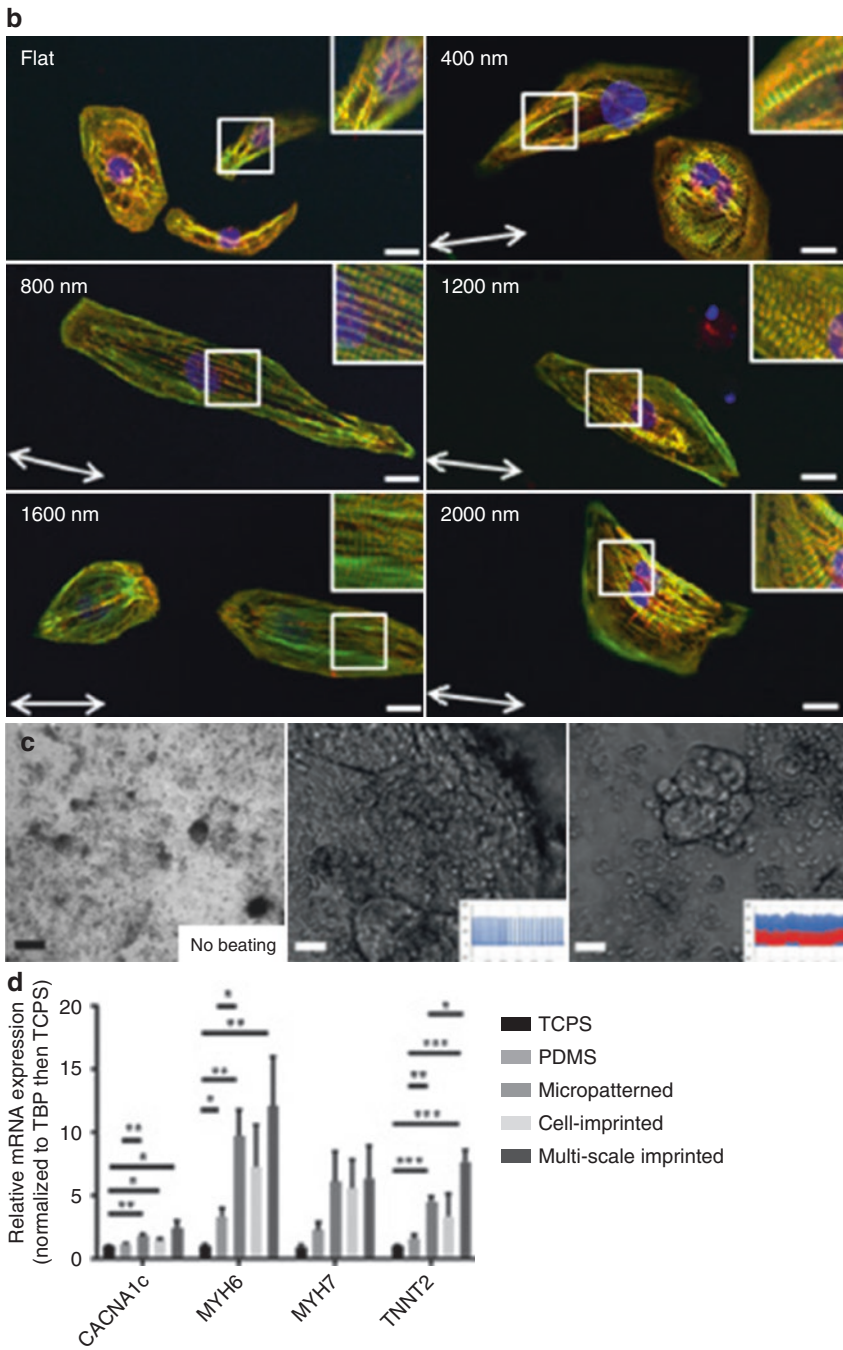 b
Flat
400 nm
800 nm
1200 nm
1600 nm
2000 nm
c
No beating
d
Relative mRNA expression
(normalized to TBP then TCPS)
20
15
10
5
0
CACNA1c
MYH6
MYH7
TNNT2
TCPS
PDMS
Micropatterned
Cell-imprinted
Multi-scale imprinted